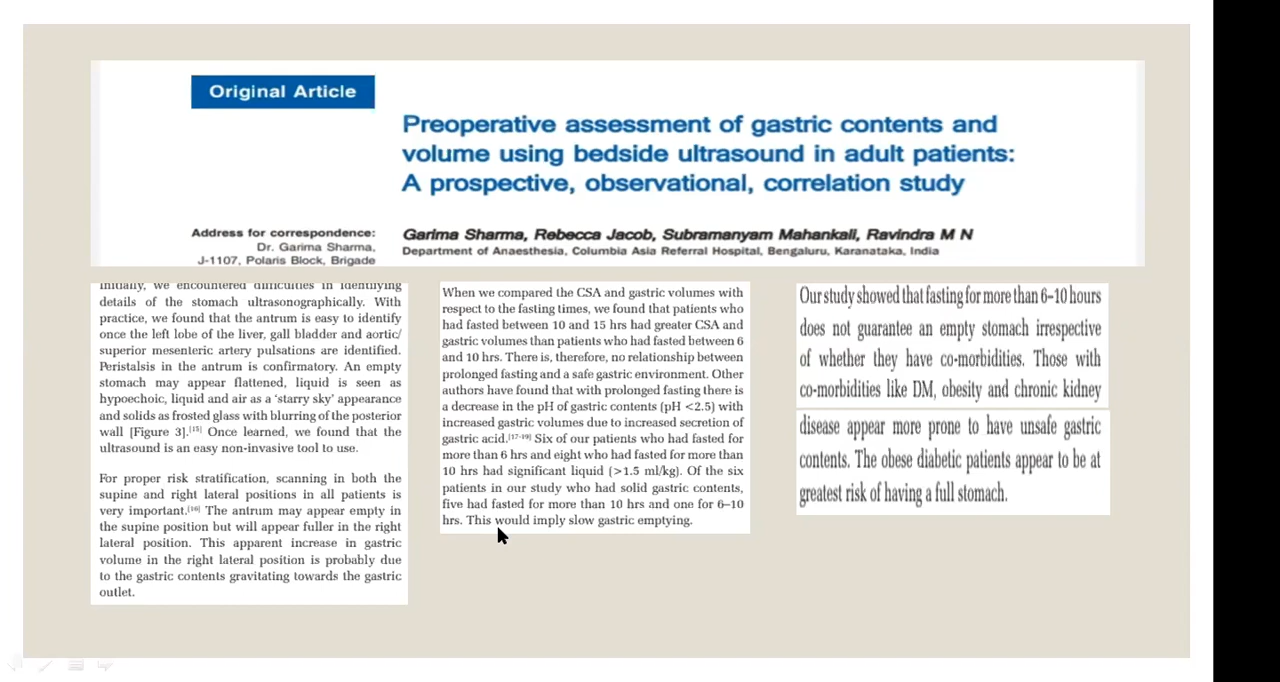 Original Article
Preoperative assessment of gastric contents and
volume using bedside ultrasound in adult patients:
A prospective, observational, correlation study
Address for correspondence:
Dr. Garima Sharma,
J-1107, Polaris Block, Brigade
Garima Sharma, Rebecca Jacob, Subramanyam Mahankali, Ravindra M N
Department of Anaesthesia, Columbia Asia Referral Hospital, Bengaluru, Karanataka, India
Initially, we encountered difficulties in identifying
details of the stomach ultrasonographically. With
practice, we found that the antrum is easy to identify
once the left lobe of the liver, gall bladder and aortic/
superior mesenteric artery pulsations are identified.
Peristalsis in the antrum is confirmatory. An empty
stomach may appear flattened, liquid is seen as
hypoechoic, liquid and air as a ‘starry sky’ appearance
and solids as frosted glass with blurring of the posterior
wall [Figure 3].[15] Once learned, we found that the
ultrasound is an easy non-invasive tool to use.
For proper risk stratification, scanning in both the
supine and right lateral positions in all patients is
very important.[16] The antrum may appear empty in
the supine position but will appear fuller in the right
lateral position. This apparent increase in gastric
volume in the right lateral position is probably due
to the gastric contents gravitating towards the gastric
outlet.
When we compared the CSA and gastric volumes with
respect to the fasting times, we found that patients who
had fasted between 10 and 15 hrs had greater CSA and
gastric volumes than patients who had fasted between 6
and 10 hrs. There is, therefore, no relationship between
prolonged fasting and a safe gastric environment. Other
authors have found that with prolonged fasting there is
a decrease in the pH of gastric contents (pH <2.5) with
increased gastric volumes due to increased secretion of
gastric acid.[17-19] Six of our patients who had fasted for
more than 6 hrs and eight who had fasted for more than
10 hrs had significant liquid (>1.5 ml/kg). Of the six
patients in our study who had solid gastric contents,
five had fasted for more than 10 hrs and one for 6–10
hrs. This would imply slow gastric emptying.
Our study showed that fasting for more than 6–10 hours
does not guarantee an empty stomach irrespective
of whether they have co-morbidities. Those with
co-morbidities like DM, obesity and chronic kidney
disease appear more prone to have unsafe gastric
contents. The obese diabetic patients appear to be at
greatest risk of having a full stomach.